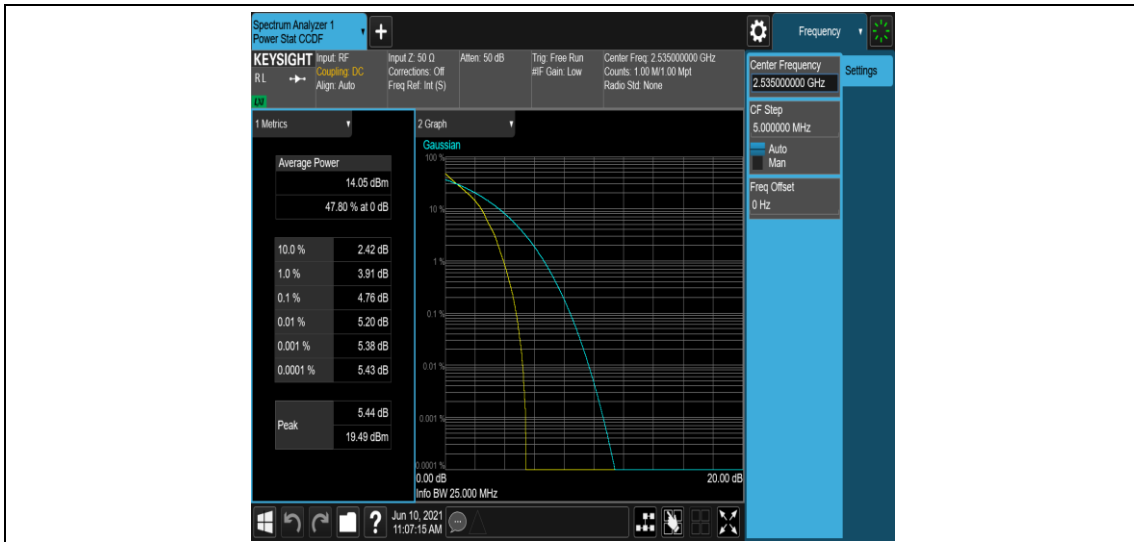 Spectrum Analyzer 1
Power Stat CCDF
Frequency
KEYSIGHT
RL
Input: RF
Coupling: DC
Align: Auto
Input Z: 50 Ω
Corrections: Off
Freq Ref: Int (S)
Atten: 50 dB
Trig: Free Run
#IF Gain: Low
Center Freq: 2.535000000 GHz
Counts: 1.00 M/1.00 Mpt
Radio Std: None
Center Frequency
2.535000000 GHz
Settings
CF Step
5.000000 MHz
Auto
Man
Freq Offset
0 Hz
1 Metrics
Average Power
14.05 dBm
47.80 % at 0 dB
10.0 % 2.42 dB
1.0 % 3.91 dB
0.1 % 4.76 dB
0.01 % 5.20 dB
0.001 % 5.38 dB
0.0001 % 5.43 dB
Peak
5.44 dB
19.49 dBm
2 Graph
Gaussian
100 %
10 %
1 %
0.1 %
0.01 %
0.001 %
0.0001 %
0.00 dB
20.00 dB
Info BW 25.000 MHz
Jun 10, 2021
11:07:15 AM